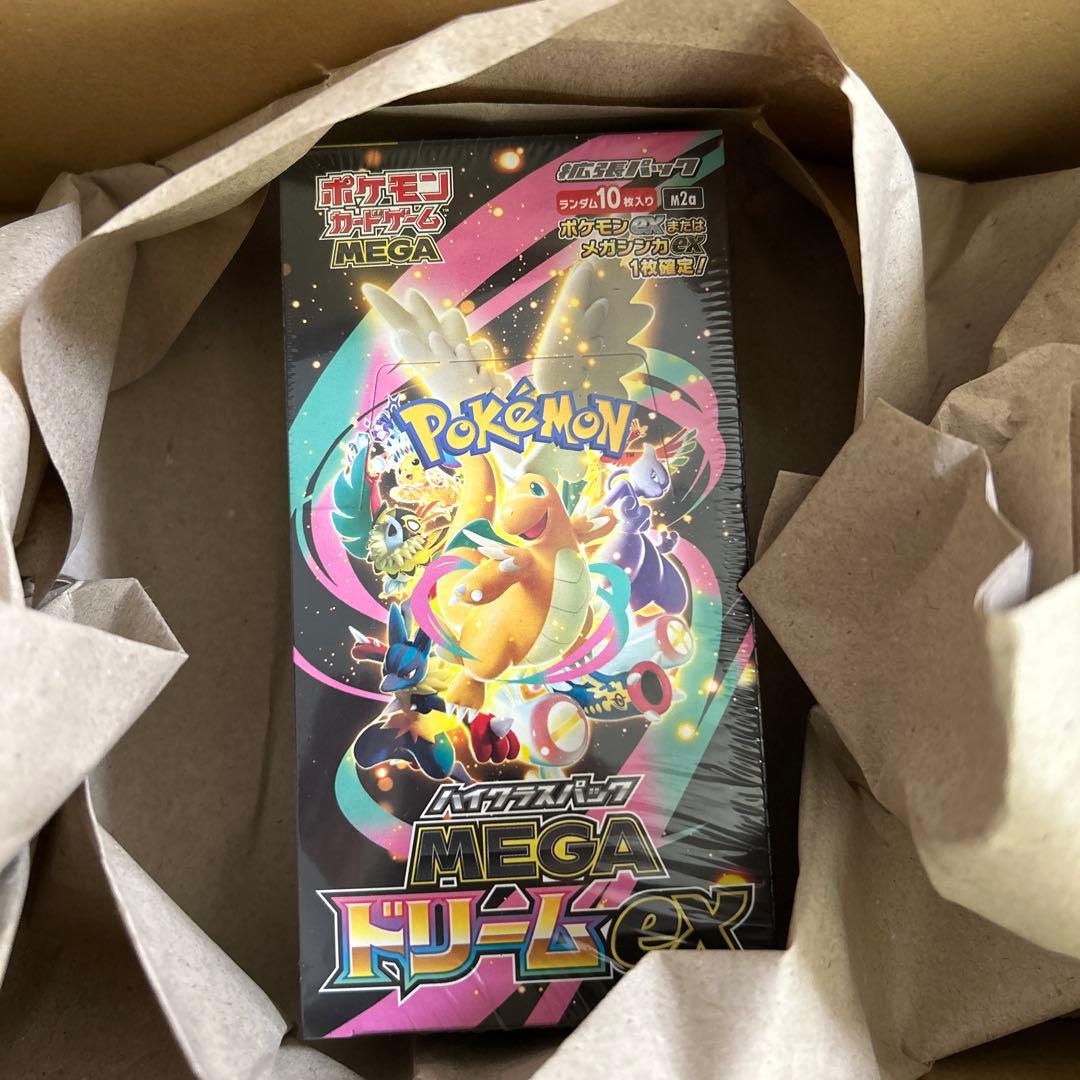 ポケモン
カードゲーム
MEGA
拡張パック
ランダム10枚入り M2a
ポケモンexまたは
メガシンカex
1枚確定!
POKéMON
TM
ハイクラスパック
MEGA
ドリームex